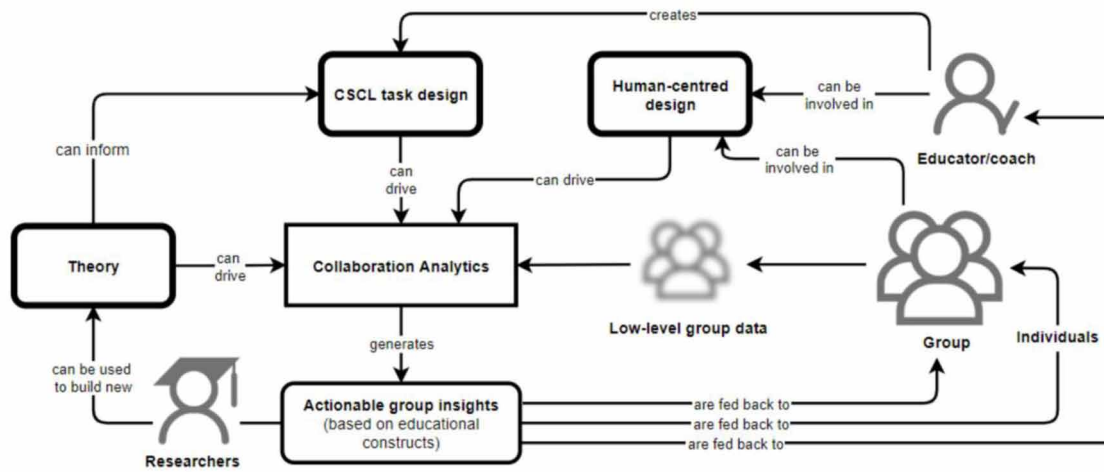 creates
CSCL task design
Human-centred
design
can be
involved in
Educator/coach
can inform
can
drive
can drive
can be
involved in
Theory
can
drive
Collaboration Analytics
Low-level group data
Group
Individuals
generates
can be used
to build new
Researchers
Actionable group insights
(based on educational
constructs)
are fed back to
are fed back to
are fed back to